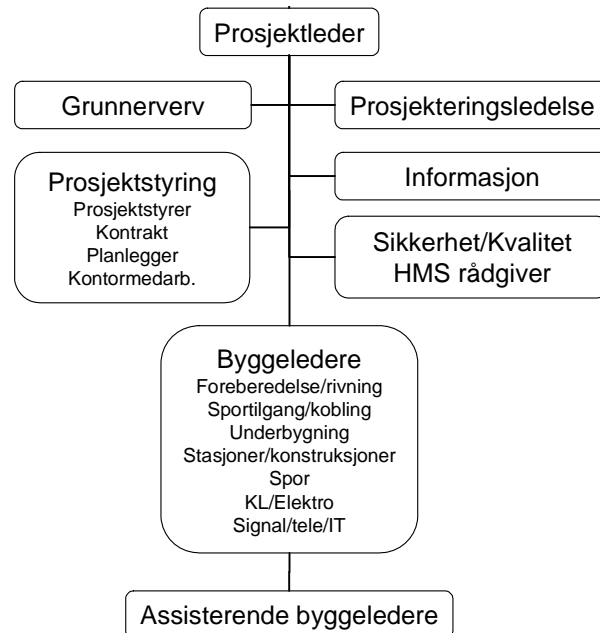 Prosjektleder
Grunnerverv
Prosjekteringsledelse
Prosjektstyring
Prosjektstyrer
Kontrakt
Planlegger
Kontormedarb.
Informasjon
Sikkerhet/Kvalitet
HMS rådgiver
Byggeledere
Foreberedelse/rivning
Sportilgang/kobling
Underbygning
Stasjoner/konstruksjoner
Spor
KL/Elektro
Signal/tele/IT
Assisterende byggeledere